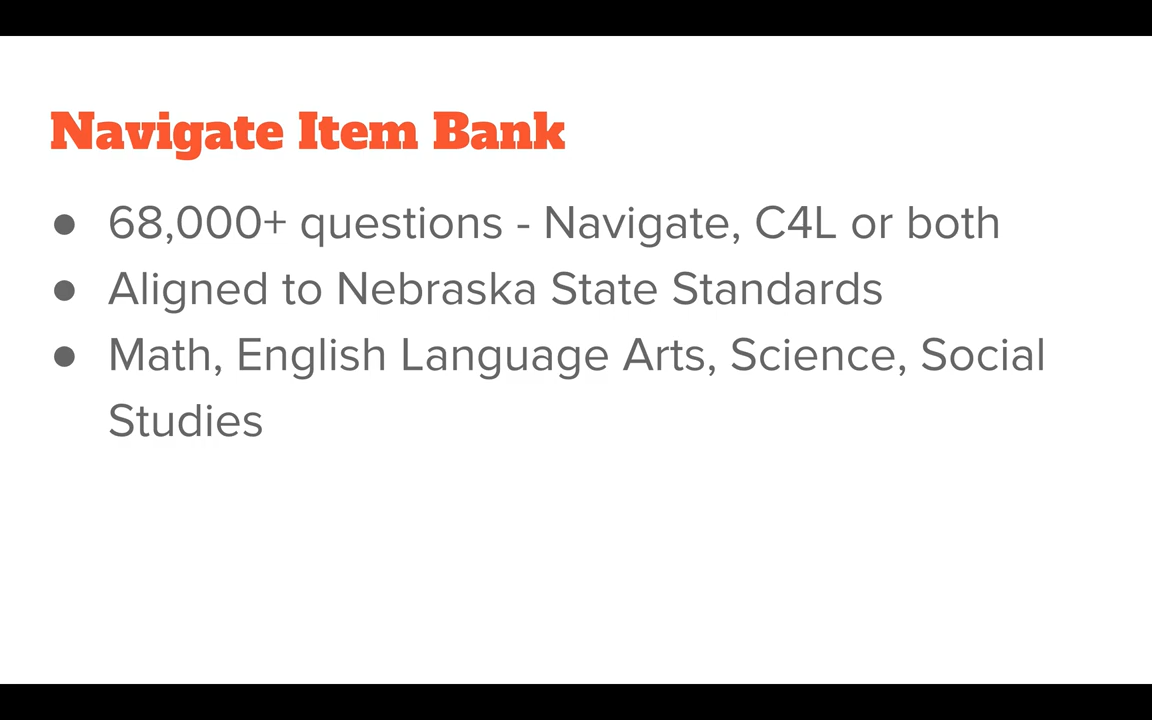 Navigate Item Bank
● 68,000+ questions - Navigate, C4L or both
● Aligned to Nebraska State Standards
● Math, English Language Arts, Science, Social
Studies